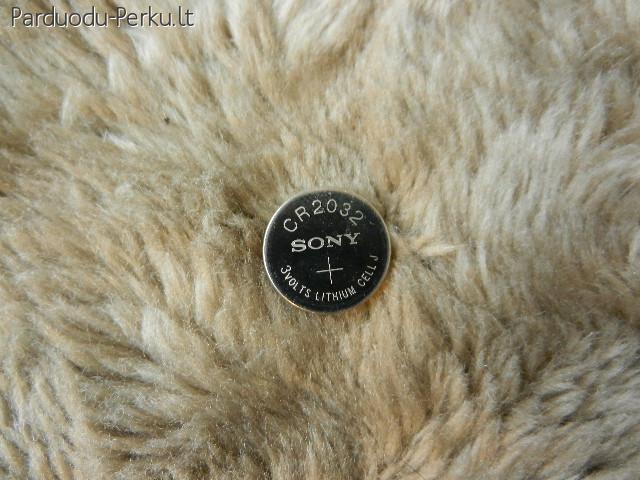 Parduodu-Perku.lt
CR2032
SONY
+
3VOLTS LITHIUM CELL J